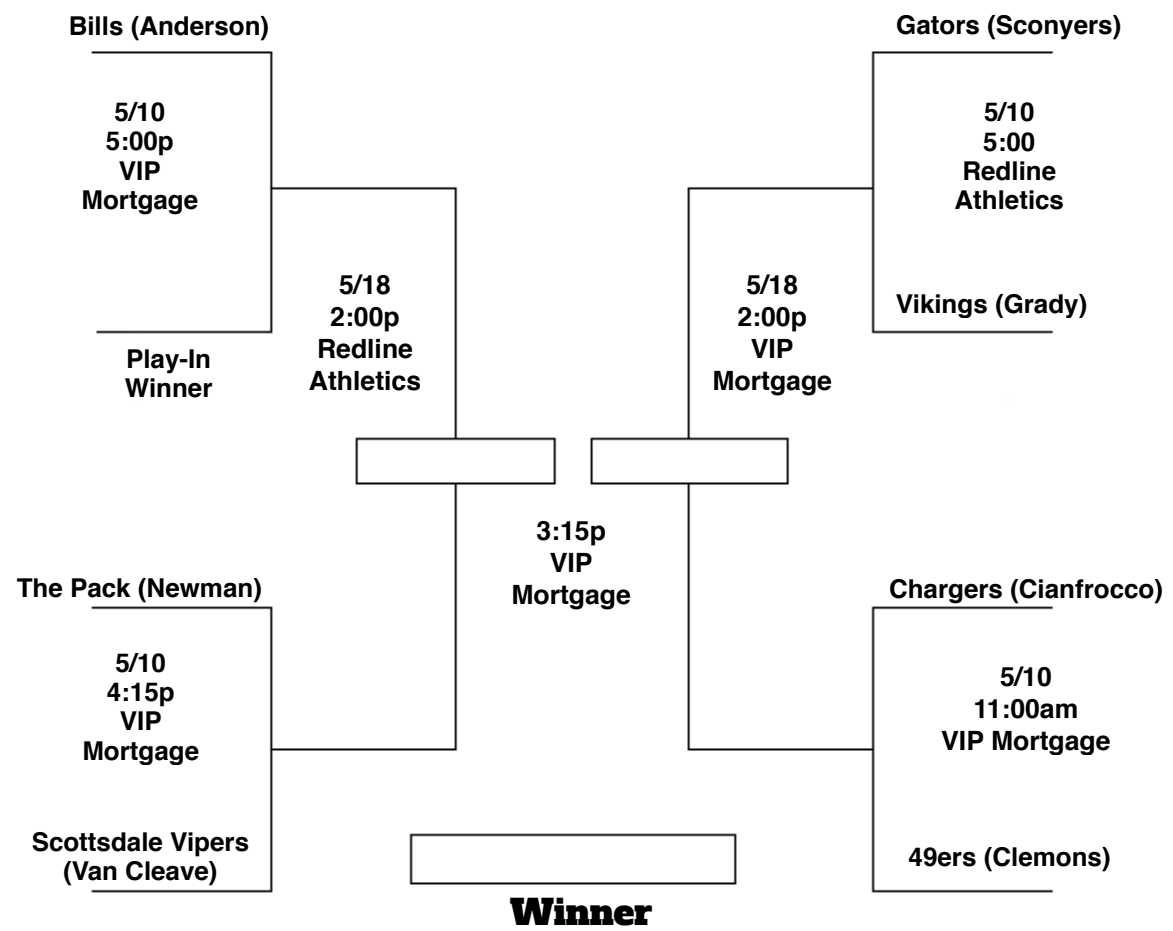 Bills (Anderson)
5/10
5:00p
VIP
Mortgage
Play-In
Winner
5/18
2:00p
Redline
Athletics
The Pack (Newman)
5/10
4:15p
VIP
Mortgage
Scottsdale Vipers
(Van Cleave)
3:15p
VIP
Mortgage
Winner
Gators (Sconyers)
5/10
5:00
Redline
Athletics
Vikings (Grady)
5/18
2:00p
VIP
Mortgage
Chargers (Cianfrocco)
5/10
11:00am
VIP Mortgage
49ers (Clemons)